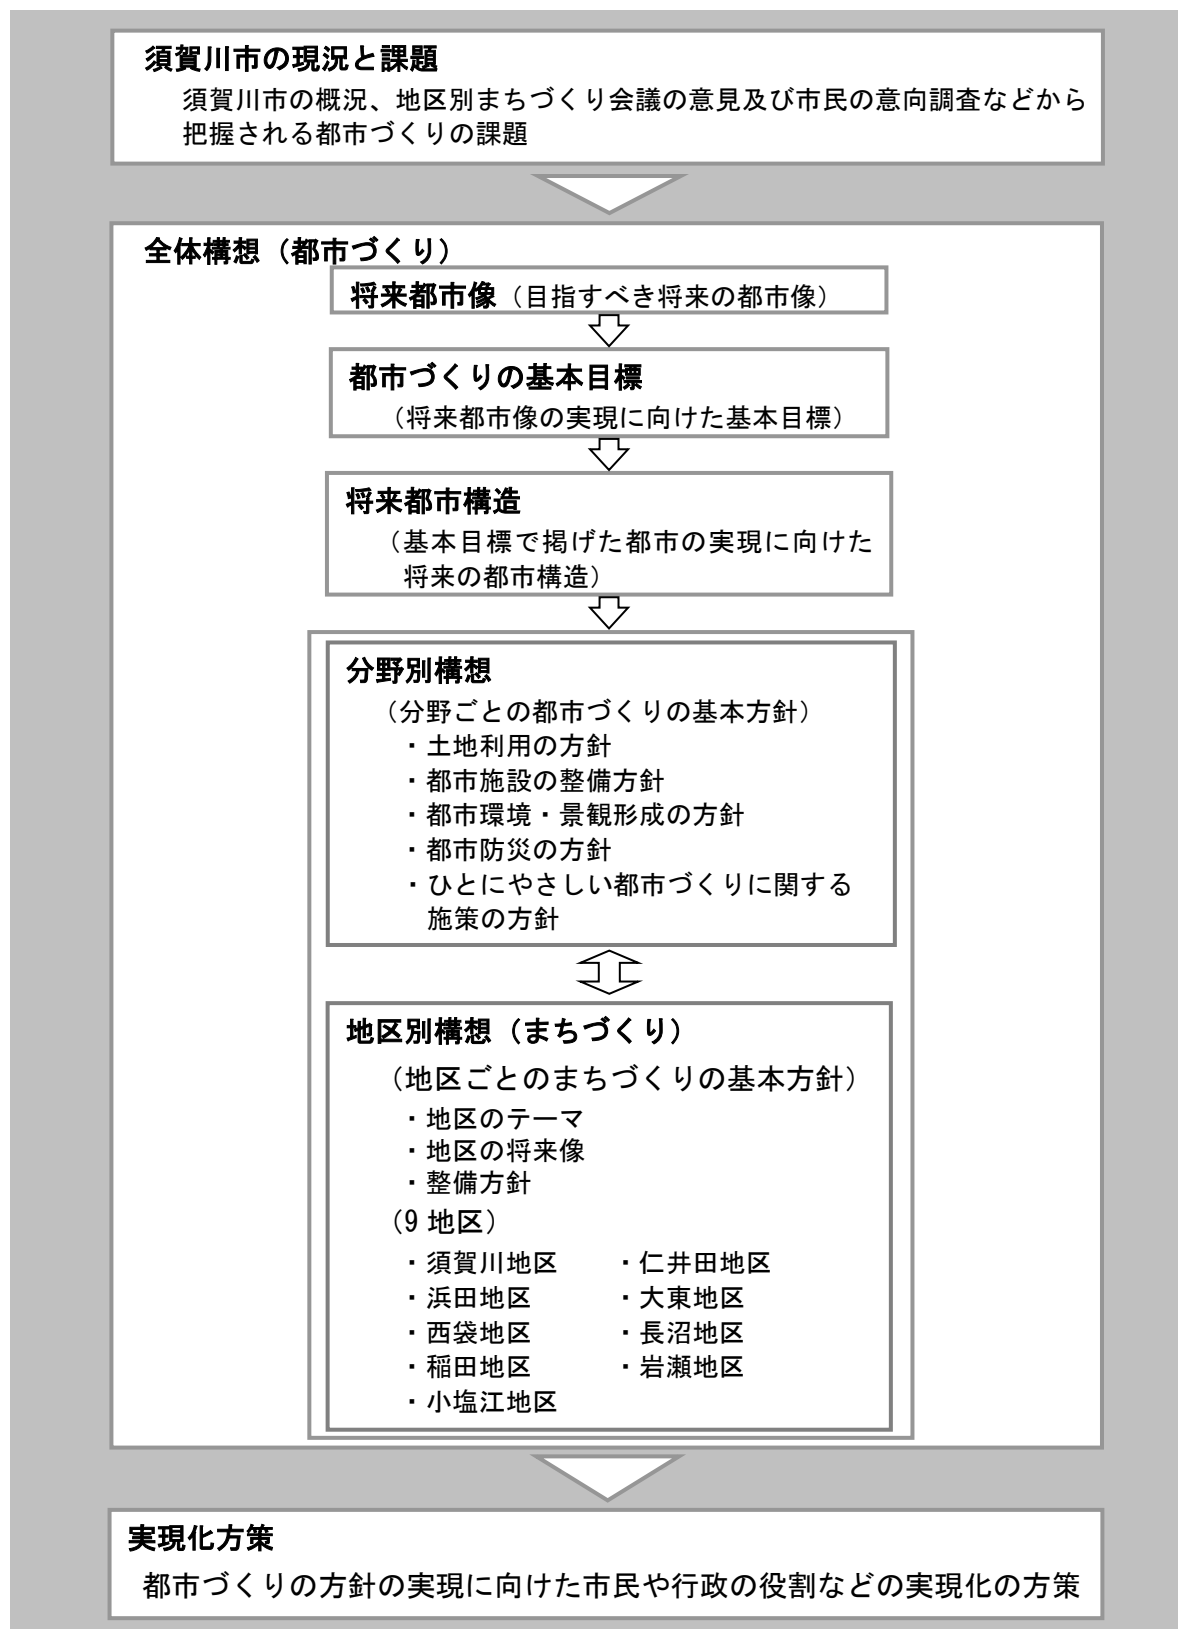 須賀川市の現況と課題
須賀川市の概況、地区別まちづくり会議の意見及び市民の意向調査などから
把握される都市づくりの課題
全体構想（都市づくり）
将来都市像（目指すべき将来の都市像）
都市づくりの基本目標
（将来都市像の実現に向けた基本目標）
将来都市構造
（基本目標で掲げた都市の実現に向けた
将来の都市構造）
分野別構想
（分野ごとの都市づくりの基本方針）
・土地利用の方針
・都市施設の整備方針
・都市環境・景観形成の方針
・都市防災の方針
・ひとにやさしい都市づくりに関する
施策の方針
地区別構想（まちづくり）
（地区ごとのまちづくりの基本方針）
・地区のテーマ
・地区の将来像
・整備方針
（9 地区）
・須賀川地区　・仁井田地区
・浜田地区　・大東地区
・西袋地区　・長沼地区
・稲田地区　・岩瀬地区
・小塩江地区
実現化方策
都市づくりの方針の実現に向けた市民や行政の役割などの実現化の方策